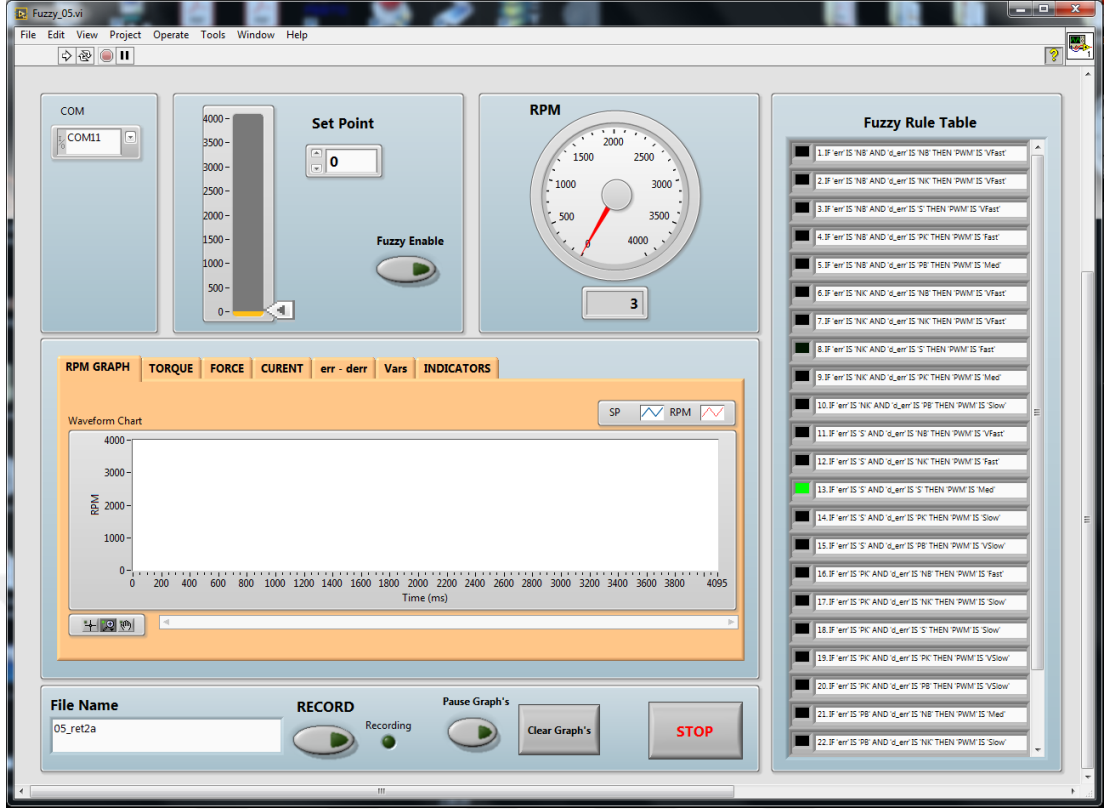 Fuzzy_05.vi
File Edit View Project Operate Tools Window Help
COM
COM11
4000
3500
3000
2500
2000
1500
1000
500
0
Set Point
0
Fuzzy Enable
RPM
0
500
1000
1500
2000
2500
3000
3500
4000
3
Fuzzy Rule Table
1. IF 'err' IS 'NB' AND 'd_err' IS 'NB' THEN 'PWM' IS 'VFast'
2. IF 'err' IS 'NB' AND 'd_err' IS 'NK' THEN 'PWM' IS 'VFast'
3. IF 'err' IS 'NB' AND 'd_err' IS 'S' THEN 'PWM' IS 'VFast'
4. IF 'err' IS 'NB' AND 'd_err' IS 'PK' THEN 'PWM' IS 'Fast'
5. IF 'err' IS 'NB' AND 'd_err' IS 'PB' THEN 'PWM' IS 'Med'
6. IF 'err' IS 'NK' AND 'd_err' IS 'NB' THEN 'PWM' IS 'VFast'
7. IF 'err' IS 'NK' AND 'd_err' IS 'NK' THEN 'PWM' IS 'VFast'
8. IF 'err' IS 'NK' AND 'd_err' IS 'S' THEN 'PWM' IS 'Fast'
9. IF 'err' IS 'NK' AND 'd_err' IS 'PK' THEN 'PWM' IS 'Med'
10. IF 'err' IS 'NK' AND 'd_err' IS 'PB' THEN 'PWM' IS 'Slow'
11. IF 'err' IS 'S' AND 'd_err' IS 'NB' THEN 'PWM' IS 'VFast'
12. IF 'err' IS 'S' AND 'd_err' IS 'NK' THEN 'PWM' IS 'Fast'
13. IF 'err' IS 'S' AND 'd_err' IS 'S' THEN 'PWM' IS 'Med'
14. IF 'err' IS 'S' AND 'd_err' IS 'PK' THEN 'PWM' IS 'Slow'
15. IF 'err' IS 'S' AND 'd_err' IS 'PB' THEN 'PWM' IS 'VSlow'
16. IF 'err' IS 'PK' AND 'd_err' IS 'NB' THEN 'PWM' IS 'Fast'
17. IF 'err' IS 'PK' AND 'd_err' IS 'NK' THEN 'PWM' IS 'Slow'
18. IF 'err' IS 'PK' AND 'd_err' IS 'S' THEN 'PWM' IS 'Slow'
19. IF 'err' IS 'PK' AND 'd_err' IS 'PK' THEN 'PWM' IS 'VSlow'
20. IF 'err' IS 'PK' AND 'd_err' IS 'PB' THEN 'PWM' IS 'VSlow'
21. IF 'err' IS 'PB' AND 'd_err' IS 'NB' THEN 'PWM' IS 'Med'
22. IF 'err' IS 'PB' AND 'd_err' IS 'NK' THEN 'PWM' IS 'Slow'
RPM GRAPH TORQUE FORCE CURENT err - derr Vars INDICATORS
SP RPM
Waveform Chart
4000
3000
2000
1000
0
RPM
0 200 400 600 800 1000 1200 1400 1600 1800 2000 2200 2400 2600 2800 3000 3200 3400 3600 3800 4095
Time (ms)
File Name
05_ret2a
RECORD
Recording
Pause Graph's
Clear Graph's
STOP